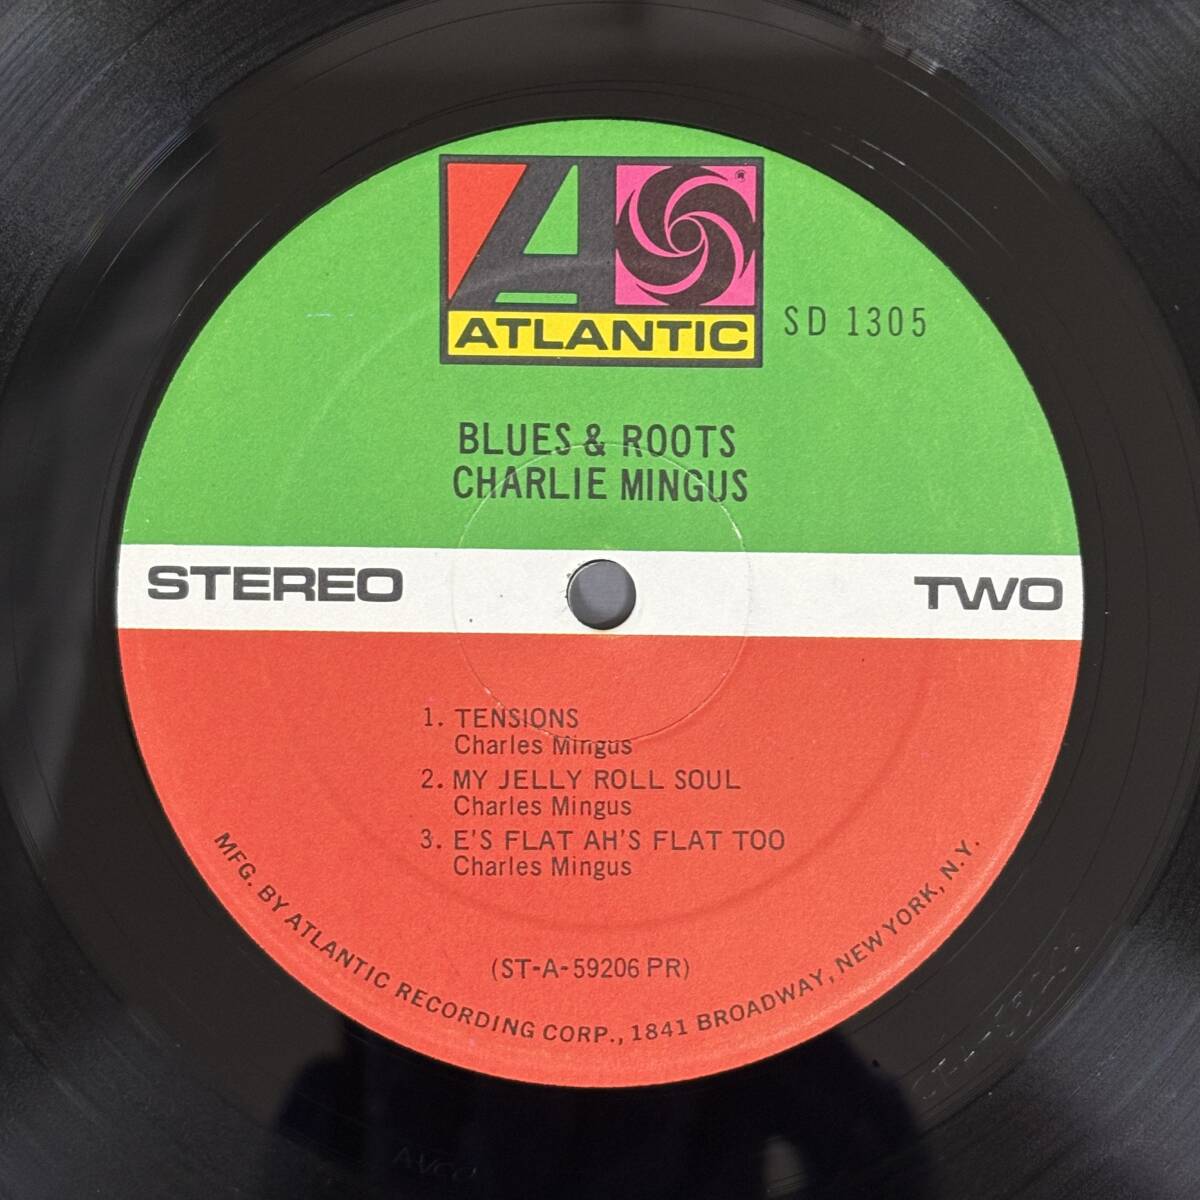 ATLANTIC
SD 1305
BLUES & ROOTS
CHARLIE MINGUS
STEREO
TWO
1. TENSIONS
Charles Mingus
2. MY JELLY ROLL SOUL
Charles Mingus
3. E'S FLAT AH'S FLAT TOO
Charles Mingus
(ST-A-59206 PR)
MFG. BY ATLANTIC RECORDING CORP., 1841 BROADWAY, NEW YORK, N.Y.